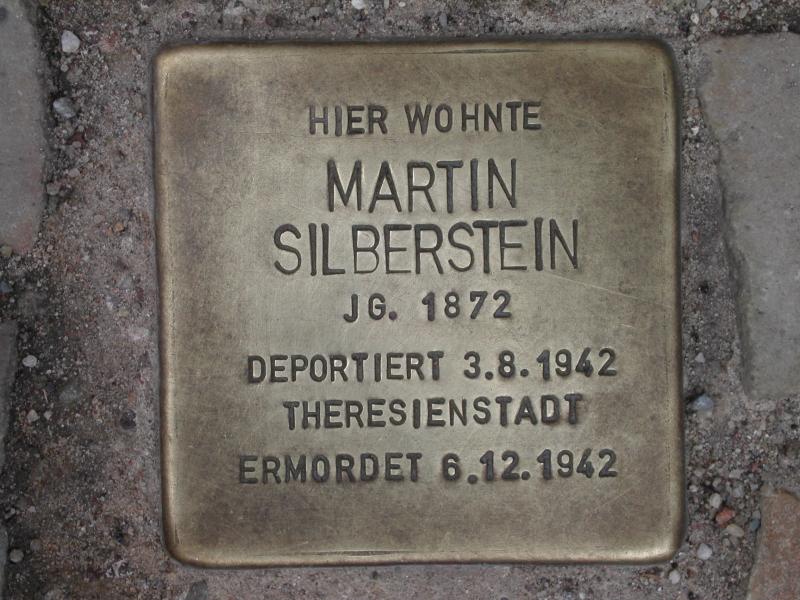 HIER WOHNTE
MARTIN
SILBERSTEIN
JG. 1872
DEPORTIERT 3.8.1942
THERESIENSTADT
ERMORDET 6.12.1942